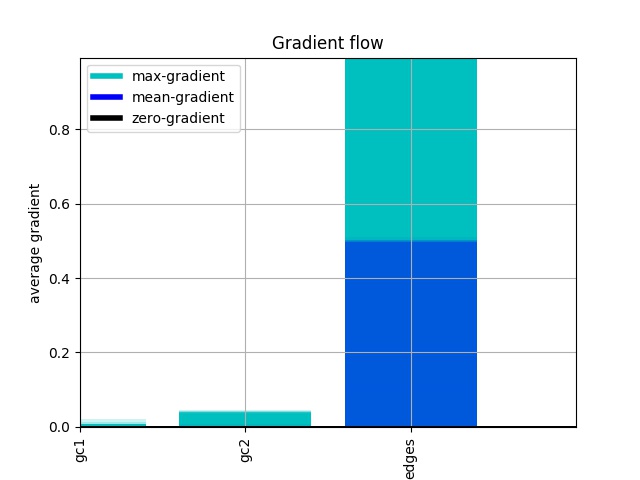 Gradient flow
max-gradient
mean-gradient
zero-gradient
average gradient
0.8
0.6
0.4
0.2
0.0
gc1
gc2
edges